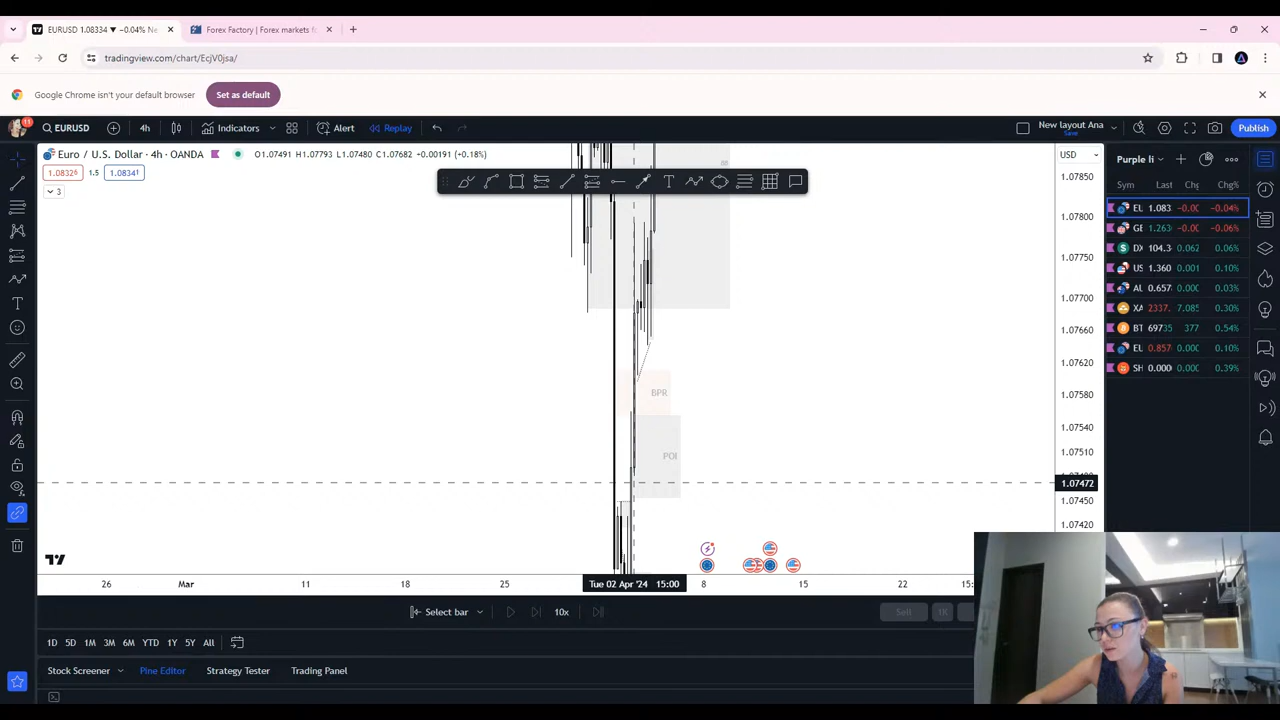 EURUSD 1.08334 ▼ −0.04% Ne
Forex Factory | Forex markets fo
tradingview.com/chart/EcjV0jsa/
Google Chrome isn't your default browser
Set as default
11
EURUSD
4h
Indicators
Alert
Replay
New layout Ana
Save
Publish
Euro / U.S. Dollar · 4h · OANDA
O1.07491 H1.07793 L1.07480 C1.07682 +0.00191 (+0.18%)
1.08326
1.5
1.08341
3
BB
BPR
POI
USD
1.07850
1.07800
1.07750
1.07700
1.07660
1.07620
1.07580
1.07540
1.07510
1.07472
1.07450
1.07420
Purple li
Sym Last Chg Chg%
EU 1.083 −0.00 −0.04%
GE 1.263 −0.00 −0.06%
DX 104.3 0.062 0.06%
US 1.360 0.001 0.10%
AU 0.657 0.000 0.03%
XA 2337. 7.085 0.30%
BT 69735 377 0.54%
EU 0.857 0.000 0.10%
SH 0.000 0.000 0.39%
26 Mar 11 18 25 Tue 02 Apr '24 15:00 8 15 22 15:
Select bar
10x
Sell
1K
1D 5D 1M 3M 6M YTD 1Y 5Y All
Stock Screener
Pine Editor
Strategy Tester
Trading Panel